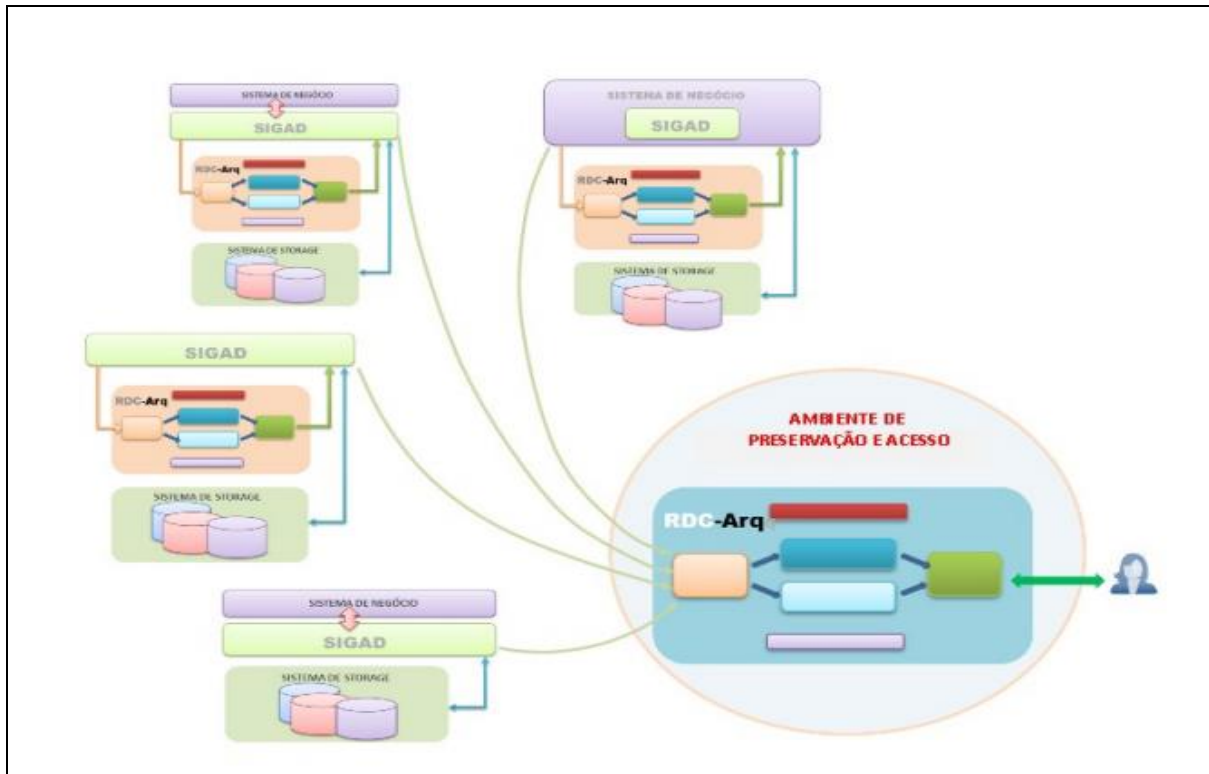 SISTEMA DE NEGÓCIO
SIGAD
RDC-Arq
SISTEMA DE STORAGE
SISTEMA DE NEGÓCIO
SIGAD
RDC-Arq
SISTEMA DE STORAGE
SIGAD
RDC-Arq
SISTEMA DE STORAGE
AMBIENTE DE
PRESERVAÇÃO E ACESSO
RDC-Arq
SISTEMA DE NEGÓCIO
SIGAD
SISTEMA DE STORAGE